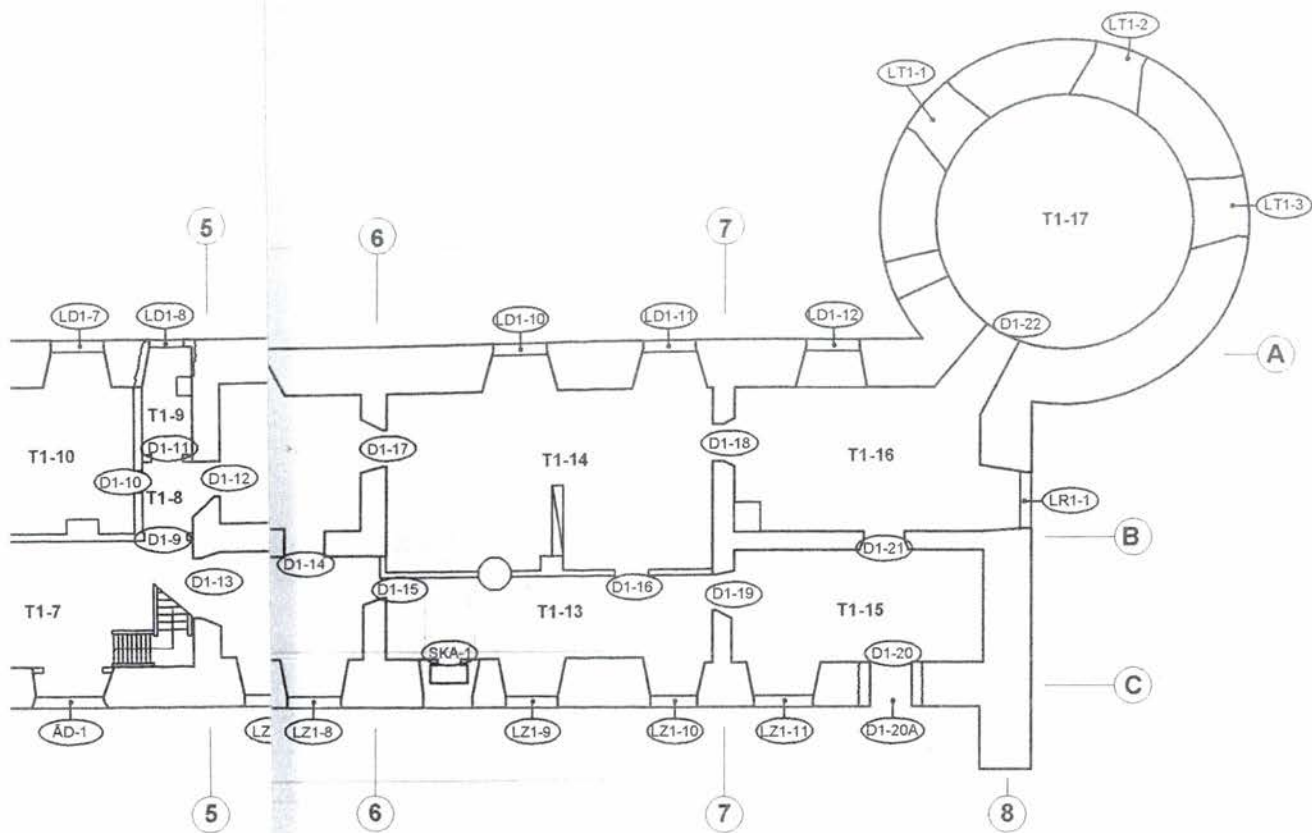 LT1-2
LT1-1
T1-17
LT1-3
5
6
7
LD1-7
LD1-8
LD1-10
LD1-11
LD1-12
D1-22
A
T1-9
D1-11
D1-17
D1-18
T1-10
D1-10
T1-8
D1-12
T1-14
T1-16
LR1-1
D1-9
B
D1-14
D1-21
D1-13
D1-15
D1-16
D1-19
T1-7
T1-13
T1-15
SKA-1
D1-20
C
ĀD-1
LZ
LZ1-8
LZ1-9
LZ1-10
LZ1-11
D1-20A
5
6
7
8